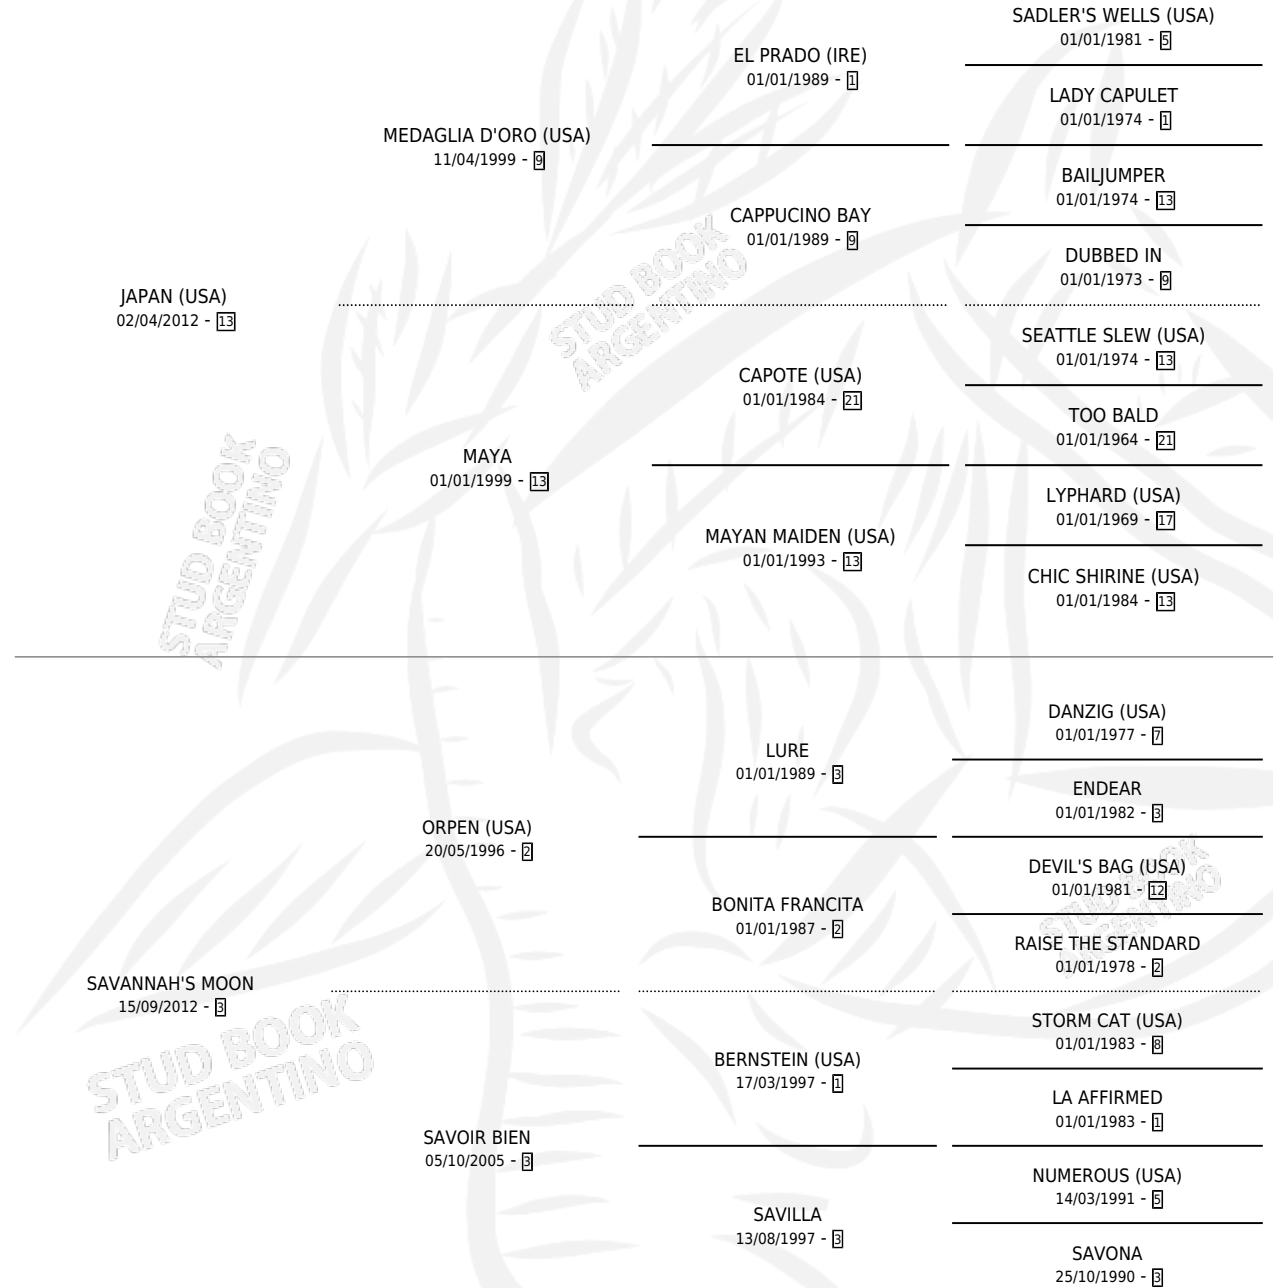 SADLER'S WELLS (USA)
01/01/1981 - 5
EL PRADO (IRE)
01/01/1989 - 1
LADY CAPULET
01/01/1974 - 1
MEDAGLIA D'ORO (USA)
11/04/1999 - 9
BAILJUMPER
01/01/1974 - 13
CAPPUCINO BAY
01/01/1989 - 9
DUBBED IN
01/01/1973 - 9
JAPAN (USA)
02/04/2012 - 13
STUD BOOK
ARGENTINO
SEATTLE SLEW (USA)
01/01/1974 - 13
CAPOTE (USA)
01/01/1984 - 21
TOO BALD
01/01/1964 - 21
MAYA
01/01/1999 - 13
LYPHARD (USA)
01/01/1969 - 17
MAYAN MAIDEN (USA)
01/01/1993 - 13
CHIC SHIRINE (USA)
01/01/1984 - 13
STUD BOOK
ARGENTINO
DANZIG (USA)
01/01/1977 - 7
LURE
01/01/1989 - 3
ENDEAR
01/01/1982 - 3
ORPEN (USA)
20/05/1996 - 2
DEVIL'S BAG (USA)
01/01/1981 - 12
BONITA FRANCITA
01/01/1987 - 2
STUD BOOK
ARGENTINO
RAISE THE STANDARD
01/01/1978 - 2
SAVANNAH'S MOON
15/09/2012 - 3
STORM CAT (USA)
01/01/1983 - 8
BERNSTEIN (USA)
17/03/1997 - 1
STUD BOOK
ARGENTINO
LA AFFIRMED
01/01/1983 - 1
SAVOIR BIEN
05/10/2005 - 3
NUMEROUS (USA)
14/03/1991 - 5
SAVILLA
13/08/1997 - 3
SAVONA
25/10/1990 - 3